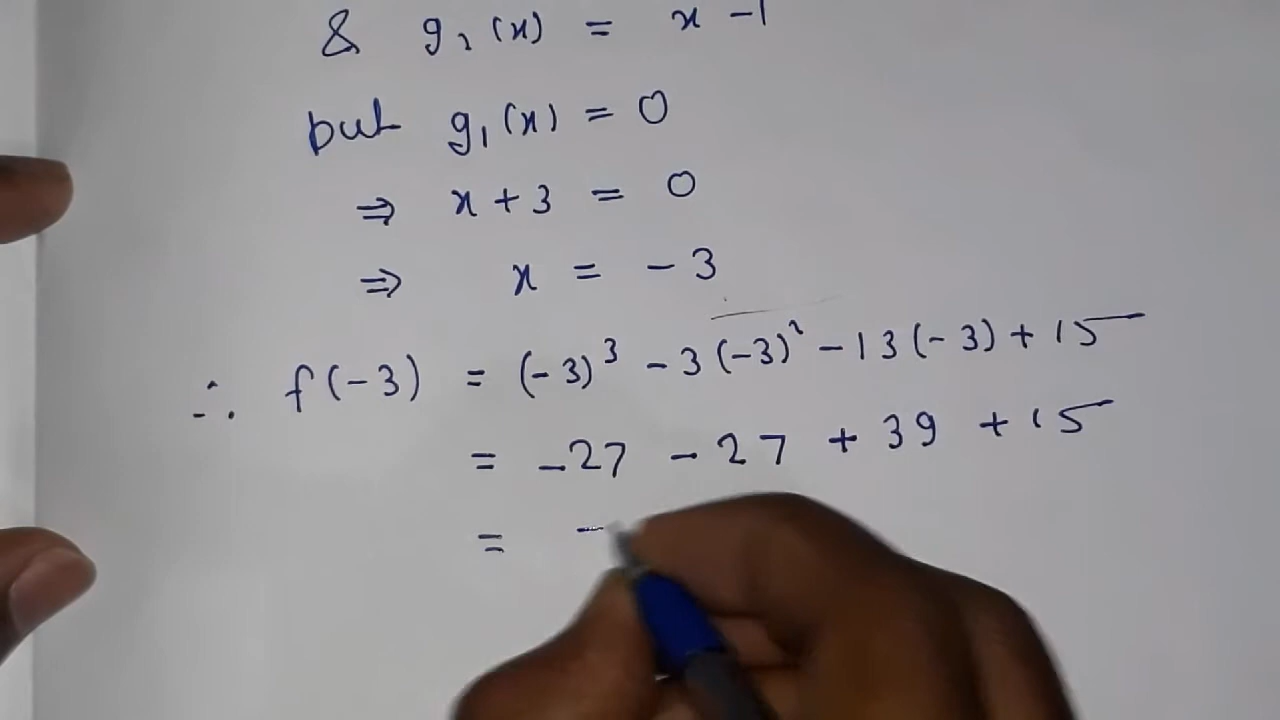 & g₂(x) = x - 1
but g₁(x) = 0
⇒ x + 3 = 0
⇒ x = - 3
∴ f(-3) = (-3)³ - 3(-3)² - 13(-3) + 15
= -27 - 27 + 39 + 15
= -